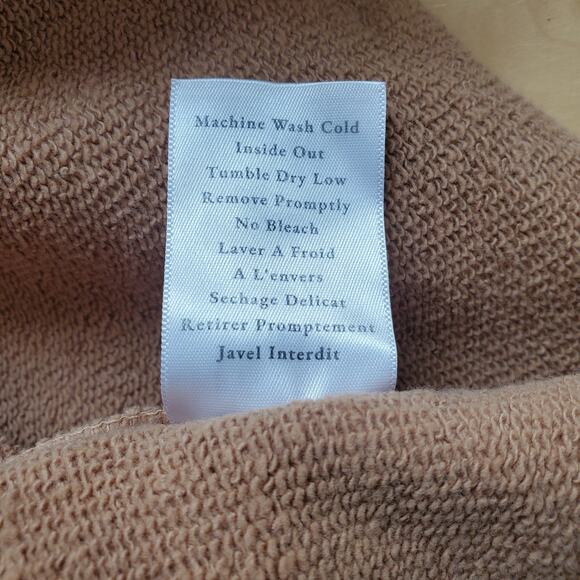 Machine Wash Cold
Inside Out
Tumble Dry Low
Remove Promptly
No Bleach
Laver A Froid
A L'envers
Sechage Delicat
Retirer Promptement
Javel Interdit